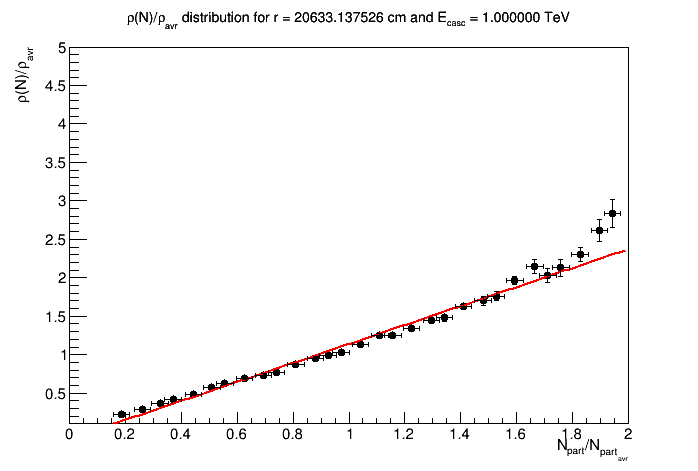 ρ(N)/ρavr distribution for r = 20633.137526 cm and Ecasc = 1.000000 TeV
ρ(N)/ρavr
5
4.5
4
3.5
3
2.5
2
1.5
1
0.5
0 0.2 0.4 0.6 0.8 1 1.2 1.4 1.6 1.8 2
Npart/Npartavr